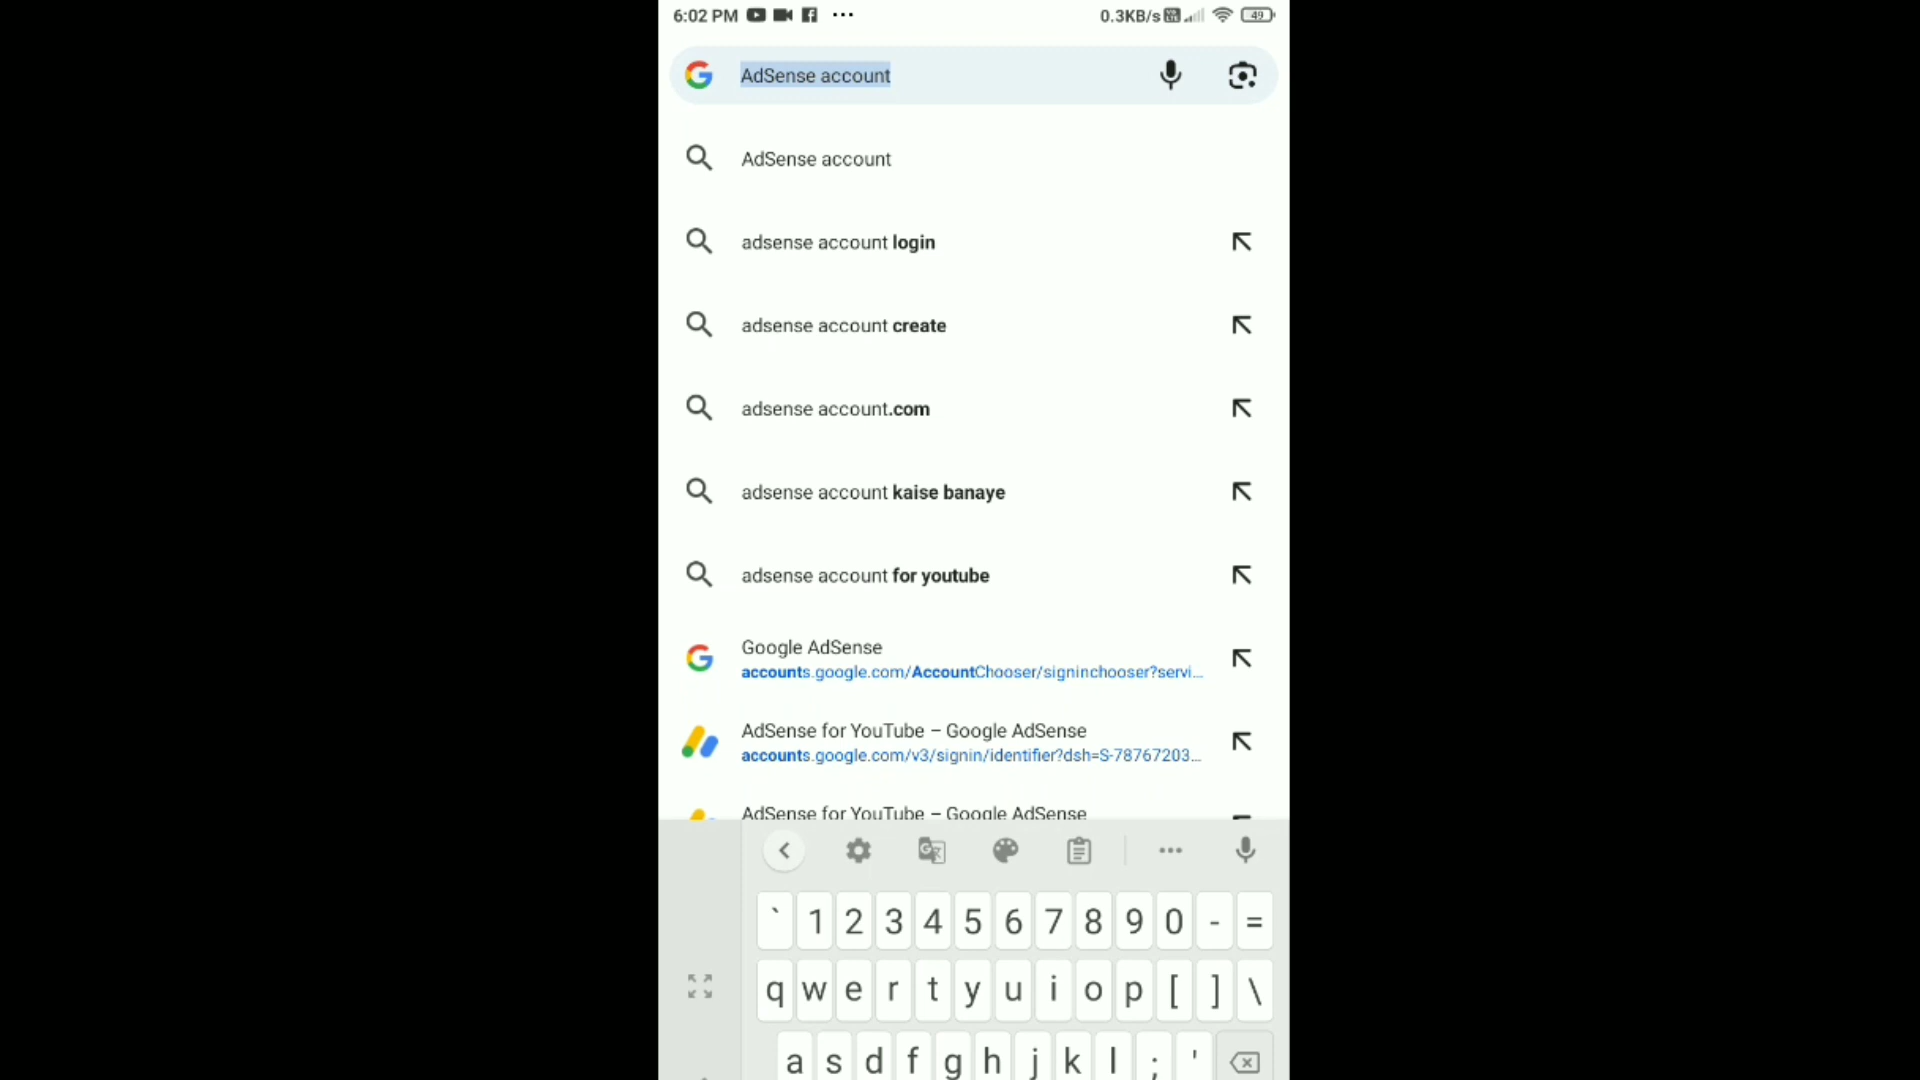 6:02 PM ... 0.3KB/s 49
AdSense account
AdSense account
adsense account login
adsense account create
adsense account.com
adsense account kaise banaye
adsense account for youtube
Google AdSense
accounts.google.com/AccountChooser/signinchooser?servi...
AdSense for YouTube – Google AdSense
accounts.google.com/v3/signin/identifier?dsh=S-78767203...
AdSense for YouTube – Google AdSense
` 1 2 3 4 5 6 7 8 9 0 - =
q w e r t y u i o p [ ] \
a s d f g h j k l ; '